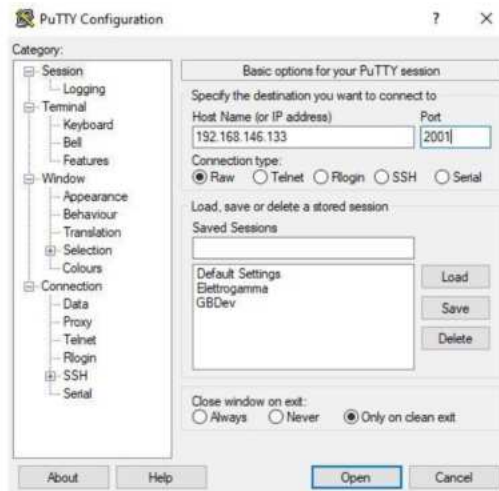 PuTTY Configuration
? ×
Category:
Session
Logging
Terminal
Keyboard
Bell
Features
Window
Appearance
Behaviour
Translation
Selection
Colours
Connection
Data
Proxy
Telnet
Rlogin
SSH
Serial
Basic options for your PuTTY session
Specify the destination you want to connect to
Host Name (or IP address) Port
192.168.146.133 2001
Connection type:
Raw Telnet Rlogin SSH Serial
Load, save or delete a stored session
Saved Sessions
Default Settings
Elettrogamma
GBDev
Load
Save
Delete
Close window on exit:
Always Never Only on clean exit
About Help Open Cancel